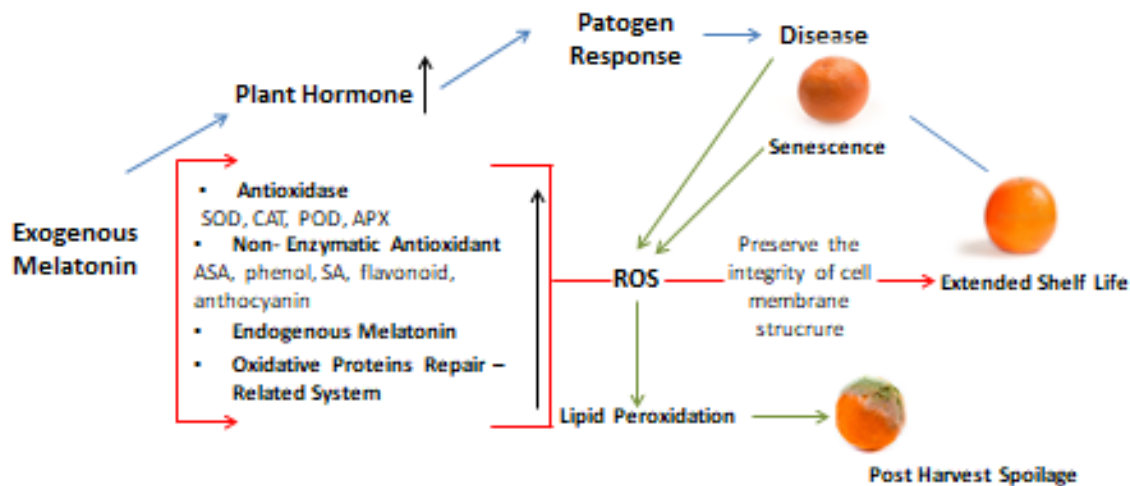 Patogen
Response
Disease
Plant Hormone
Senescence
Exogenous
Melatonin
• Antioxidase
SOD, CAT, POD, APX
• Non- Enzymatic Antioxidant
ASA, phenol, SA, flavonoid,
anthocyanin
• Endogenous Melatonin
• Oxidative Proteins Repair –
Related System
ROS
Preserve the
integrity of cell
membrane
strucrure
Extended Shelf Life
Lipid Peroxidation
Post Harvest Spoilage